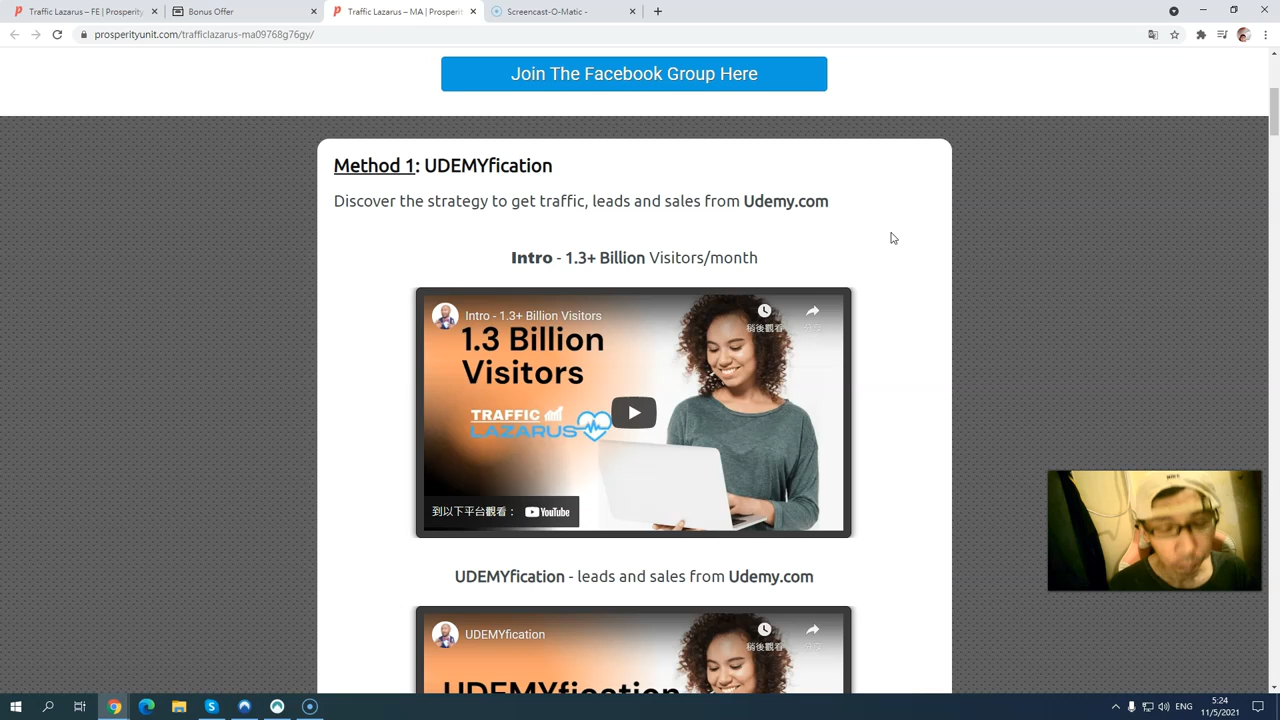 Traffic Lazarus – FE | Prosperity
Bonus Offer
Traffic Lazarus – MA | Prosperit
Screencast-O-Matic -
prosperityunit.com/trafficlazarus-ma09768g76gy/
Join The Facebook Group Here
Method 1: UDEMYfication
Discover the strategy to get traffic, leads and sales from Udemy.com
Intro - 1.3+ Billion Visitors/month
Intro - 1.3+ Billion Visitors
稍後觀看
分享
1.3 Billion
Visitors
TRAFFIC
LAZARUS
到以下平台觀看：
YouTube
UDEMYfication - leads and sales from Udemy.com
UDEMYfication
稍後觀看
分享
UDEMYfication
ENG
5:24
11/5/2021